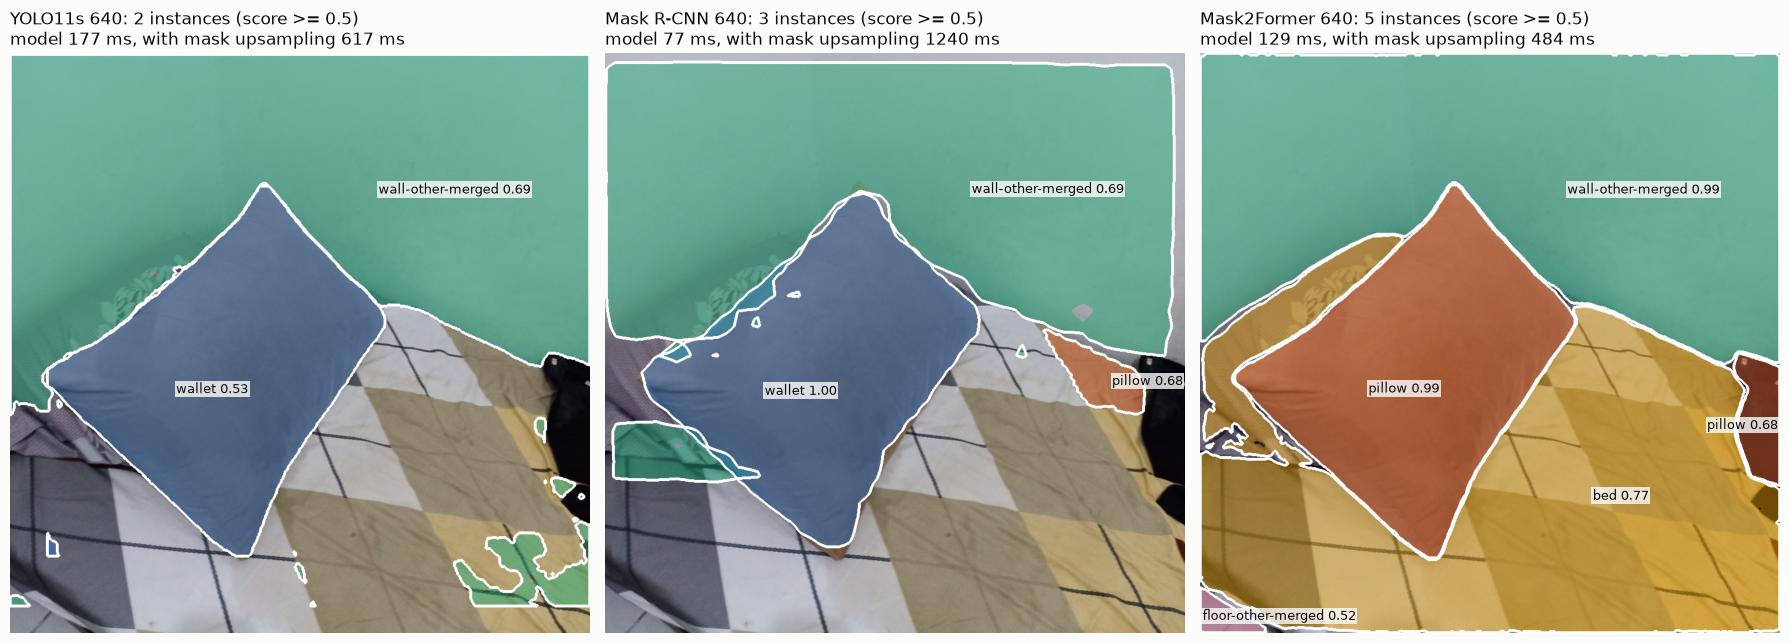 YOLO11s 640: 2 instances (score >= 0.5)
model 177 ms, with mask upsampling 617 ms
wall-other-merged 0.69
wallet 0.53
Mask R-CNN 640: 3 instances (score >= 0.5)
model 77 ms, with mask upsampling 1240 ms
wall-other-merged 0.69
pillow 0.68
wallet 1.00
Mask2Former 640: 5 instances (score >= 0.5)
model 129 ms, with mask upsampling 484 ms
wall-other-merged 0.99
pillow 0.99
pillow 0.68
bed 0.77
floor-other-merged 0.52